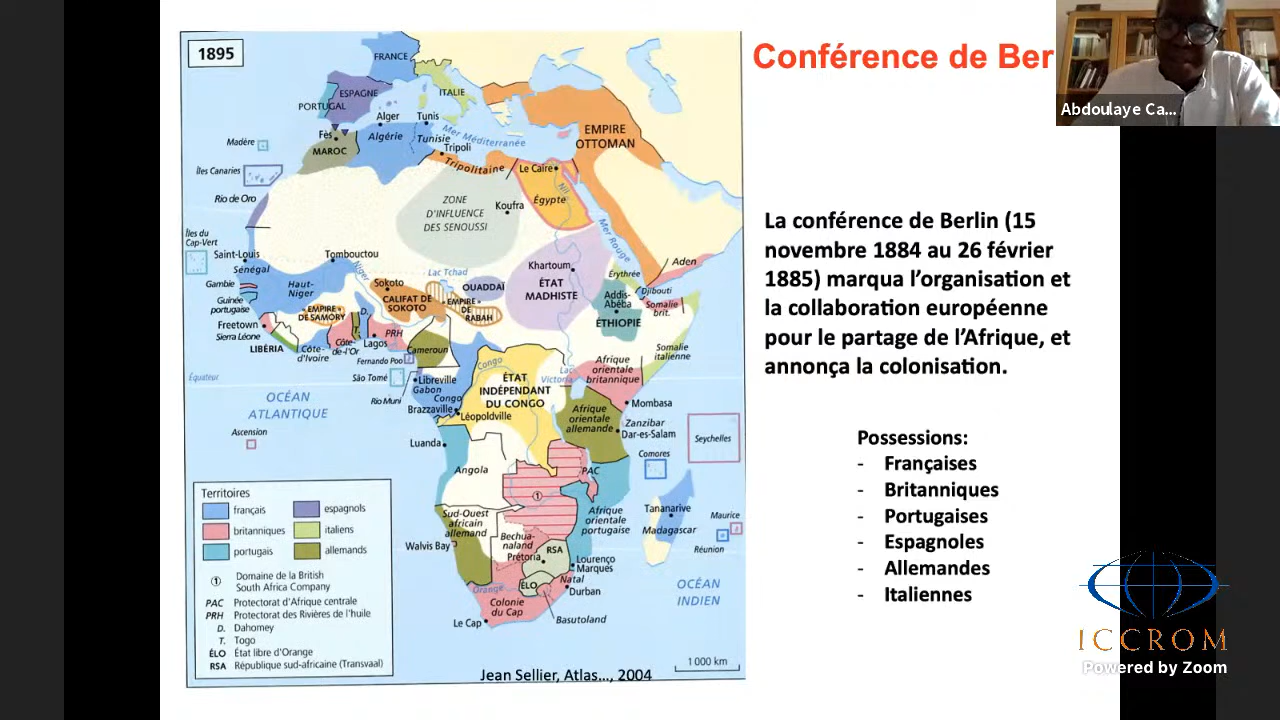 1895
FRANCE
ESPAGNE
PORTUGAL
ITALIE
Alger
Tunis
Mer Méditerranée
EMPIRE
OTTOMAN
Fès
MAROC
Algérie
Tunisie
Tripoli
Tripolitaine
Le Caire
Madère
Îles Canaries
Rio de Oro
ZONE
D'INFLUENCE
DES SENOUSSI
Koufra
Égypte
Nil
Mer Rouge
Îles du
Cap-Vert
Saint-Louis
Sénégal
Tombouctou
Niger
Lac Tchad
Khartoum
ÉTAT
MADHISTE
Érythrée
Aden
Gambie
Guinée
portugaise
Haut-
Niger
Sokoto
CALIFAT DE
SOKOTO
OUADDAÏ
EMPIRE
DE
RABAH
Addis-
Abéba
Djibouti
Somalie
brit.
ÉTHIOPIE
Freetown
Sierra Léone
EMPIRE
DE SAMORY
D.
T.
LIBÉRIA
Côte-
d'Ivoire
Côte-
de-l'Or
Lagos
PRH
Cameroun
Fernando Poo
São Tomé
Rio Muni
Équateur
Libreville
Gabon
Congo
Brazzaville
Léopoldville
Congo
ÉTAT
INDÉPENDANT
DU CONGO
Lac
Victoria
Afrique
orientale
britannique
Somalie
italienne
Mombasa
Afrique
orientale
allemande
Zanzibar
Dar-es-Salam
OCÉAN
ATLANTIQUE
Ascension
Luanda
Angola
Seychelles
Comores
PAC
1
Sud-Ouest
africain
allemand
Walvis Bay
Bechua-
naland
Prétoria
RSA
Afrique
orientale
portugaise
Tananarive
Madagascar
Maurice
Réunion
Lourenço
Marques
Natal
Durban
ÉLO
Orange
Colonie
du Cap
Le Cap
Basutoland
OCÉAN
INDIEN
1 000 km
Territoires
français
espagnols
britanniques
italiens
portugais
allemands
1 Domaine de la British
South Africa Company
PAC Protectorat d'Afrique centrale
PRH Protectorat des Rivières de l'huile
D. Dahomey
T. Togo
ÉLO État libre d'Orange
RSA République sud-africaine (Transvaal)
Jean Sellier, Atlas..., 2004
Conférence de Ber
Abdoulaye Ca...
La conférence de Berlin (15
novembre 1884 au 26 février
1885) marqua l'organisation et
la collaboration européenne
pour le partage de l'Afrique, et
annonça la colonisation.
Possessions:
- Françaises
- Britanniques
- Portugaises
- Espagnoles
- Allemandes
- Italiennes
ICCROM
Powered by Zoom